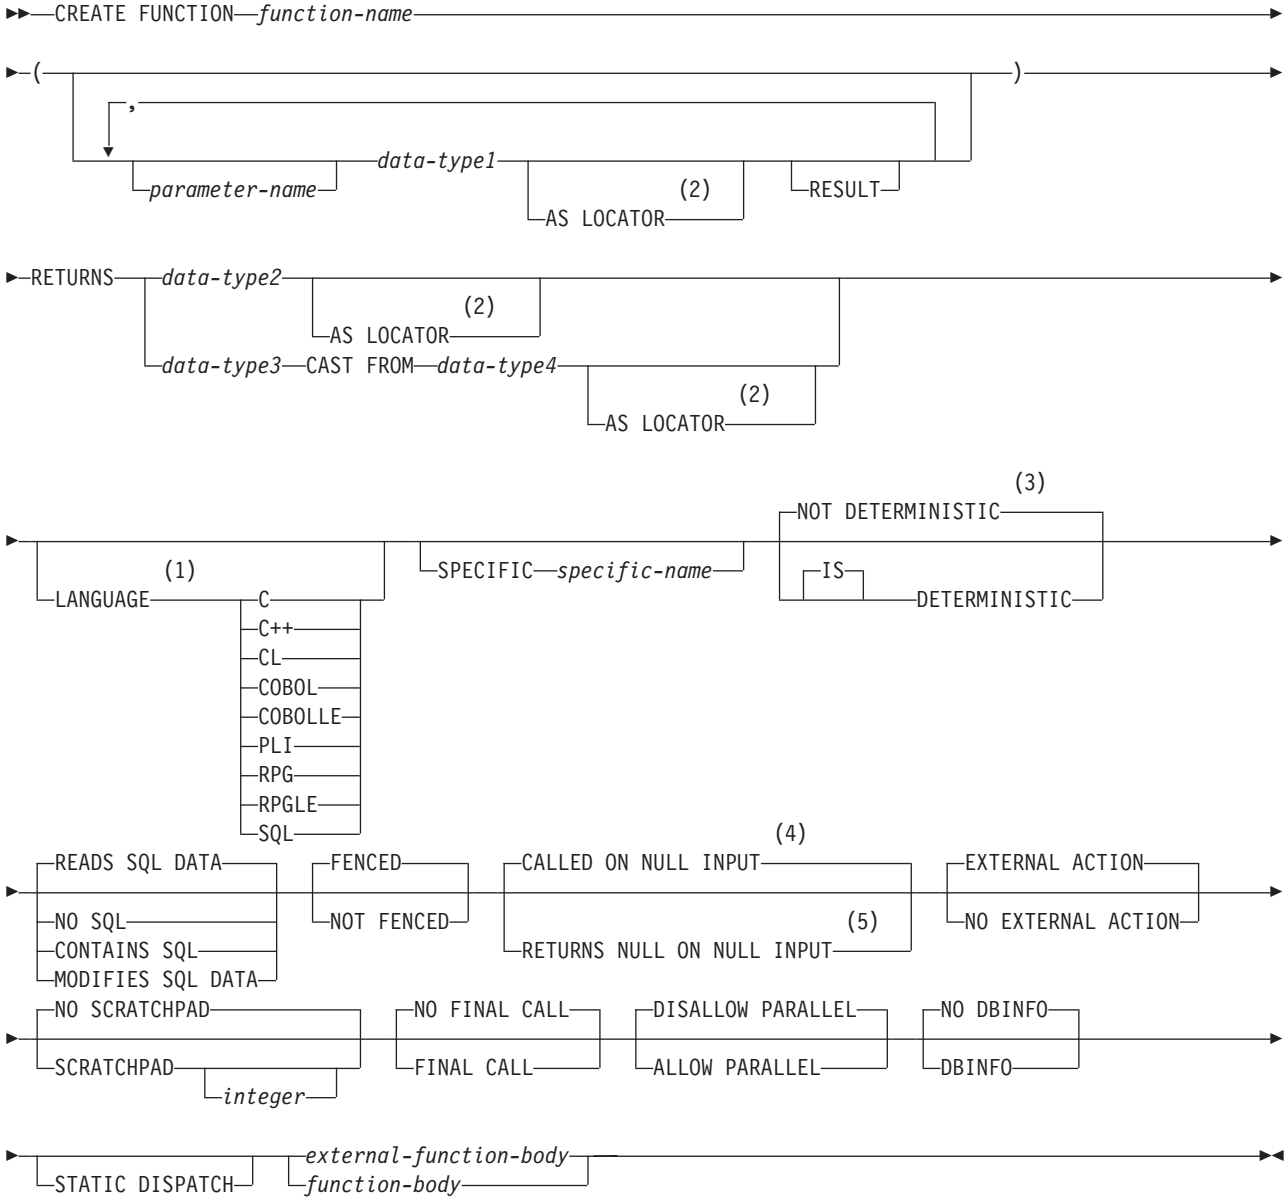 CREATE FUNCTION function-name
( )
,
data-type1
parameter-name (2) RESULT
AS LOCATOR
RETURNS data-type2
(2)
AS LOCATOR
data-type3 CAST FROM data-type4
(2)
AS LOCATOR
(3)
NOT DETERMINISTIC
(1) SPECIFIC specific-name IS
LANGUAGE C DETERMINISTIC
C++
CL
COBOL
COBOLLE
PLI
RPG
RPGLE
SQL (4)
READS SQL DATA FENCED CALLED ON NULL INPUT EXTERNAL ACTION
NO SQL NOT FENCED (5) NO EXTERNAL ACTION
CONTAINS SQL RETURNS NULL ON NULL INPUT
MODIFIES SQL DATA
NO SCRATCHPAD NO FINAL CALL DISALLOW PARALLEL NO DBINFO
SCRATCHPAD FINAL CALL ALLOW PARALLEL DBINFO
integer
external-function-body
STATIC DISPATCH function-body